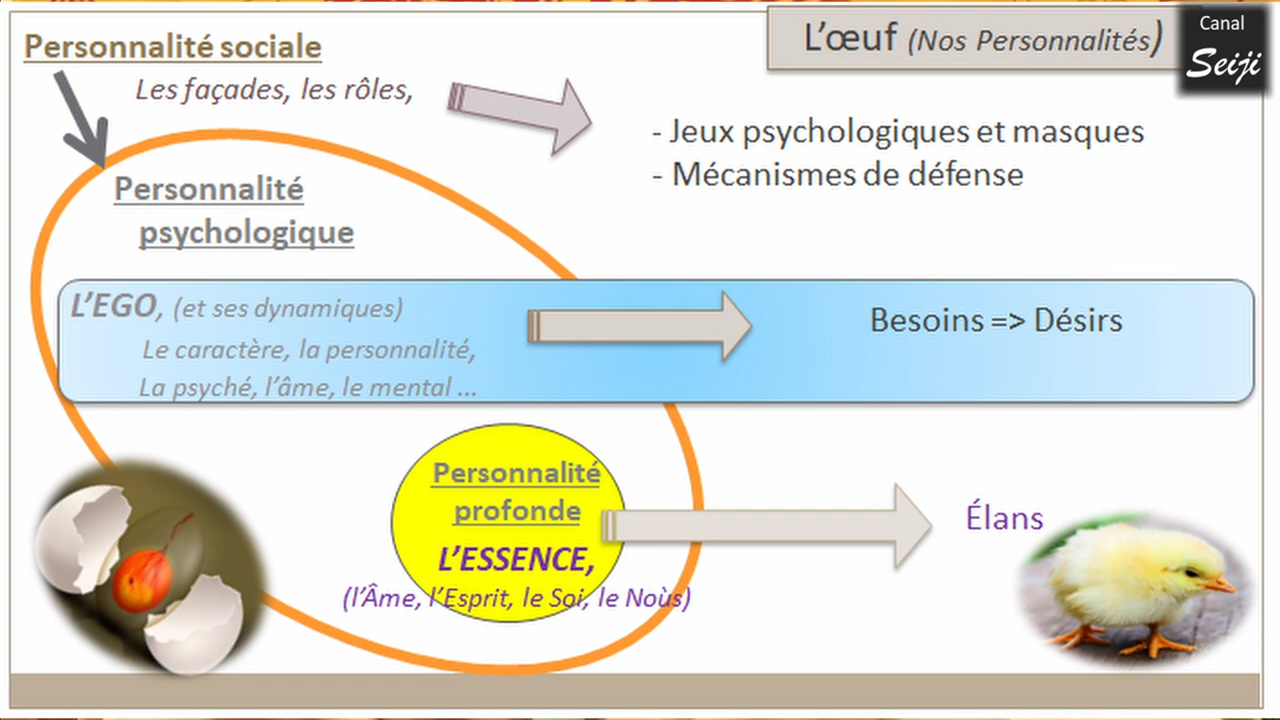 Personnalité sociale
Les façades, les rôles,
L'œuf (Nos Personnalités)
Canal
Seiji
- Jeux psychologiques et masques
- Mécanismes de défense
Personnalité
psychologique
L'EGO, (et ses dynamiques)
Le caractère, la personnalité,
La psyché, l'âme, le mental ...
Besoins => Désirs
Personnalité
profonde
L'ESSENCE,
(l'Âme, l'Esprit, le Soi, le Noùs)
Élans